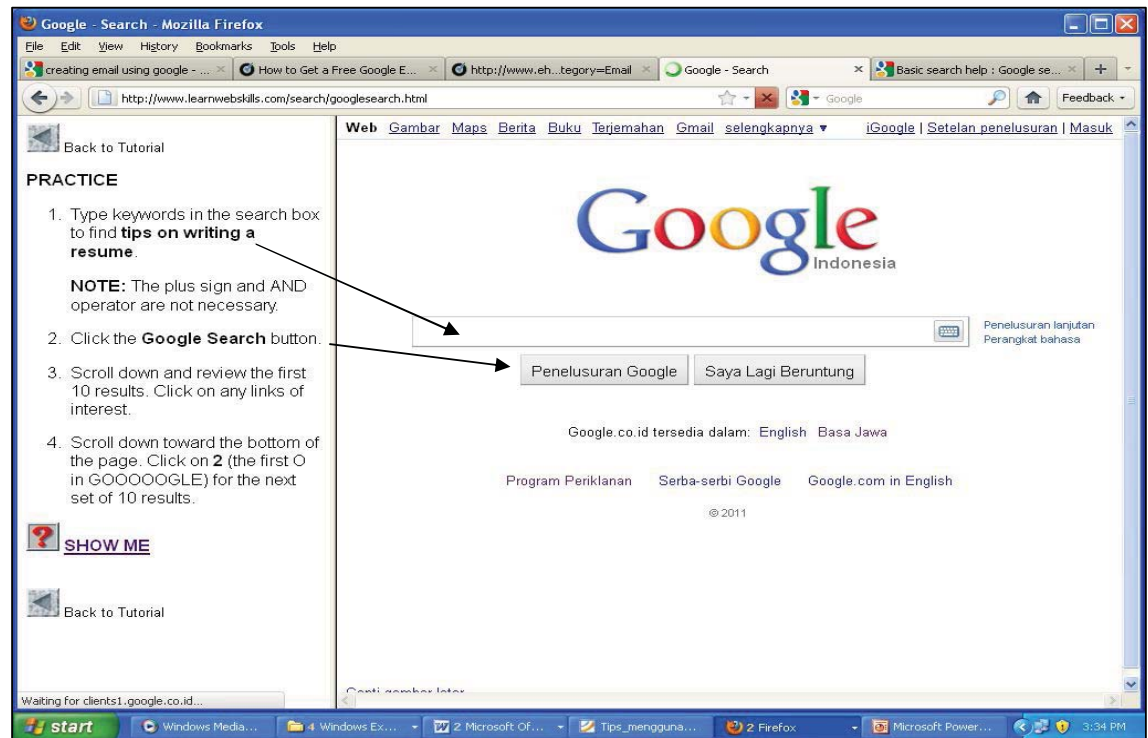 Google - Search - Mozilla Firefox
File Edit View History Bookmarks Tools Help
creating email using google - ... How to Get a Free Google E... http://www.eh...tegory=Email Google - Search Basic search help : Google se...
http://www.learnwebskills.com/search/googlesearch.html Google Feedback
Back to Tutorial
PRACTICE
1. Type keywords in the search box
to find tips on writing a
resume.
NOTE: The plus sign and AND
operator are not necessary.
2. Click the Google Search button.
3. Scroll down and review the first
10 results. Click on any links of
interest.
4. Scroll down toward the bottom of
the page. Click on 2 (the first O
in GOOOOOGLE) for the next
set of 10 results.
SHOW ME
Back to Tutorial
Web Gambar Maps Berita Buku Terjemahan Gmail selengkapnya ▼ iGoogle | Setelan penelusuran | Masuk
Google
Indonesia
Penelusuran lanjutan
Perangkat bahasa
Penelusuran Google Saya Lagi Beruntung
Google.co.id tersedia dalam: English Basa Jawa
Program Periklanan Serba-serbi Google Google.com in English
© 2011
Waiting for clients1.google.co.id...
start Windows Media... 4 Windows Ex... 2 Microsoft Of... Tips_mengguna... 2 Firefox Microsoft Power... 3:34 PM